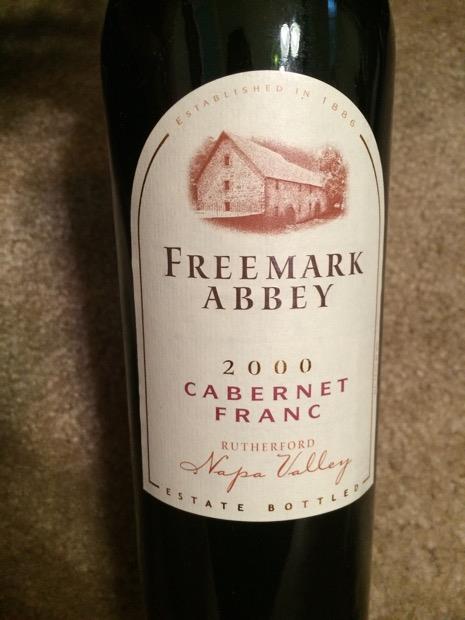 ESTABLISHED IN 1886
FREEMARK
ABBEY
2000
CABERNET
FRANC
RUTHERFORD
Napa Valley
ESTATE BOTTLED